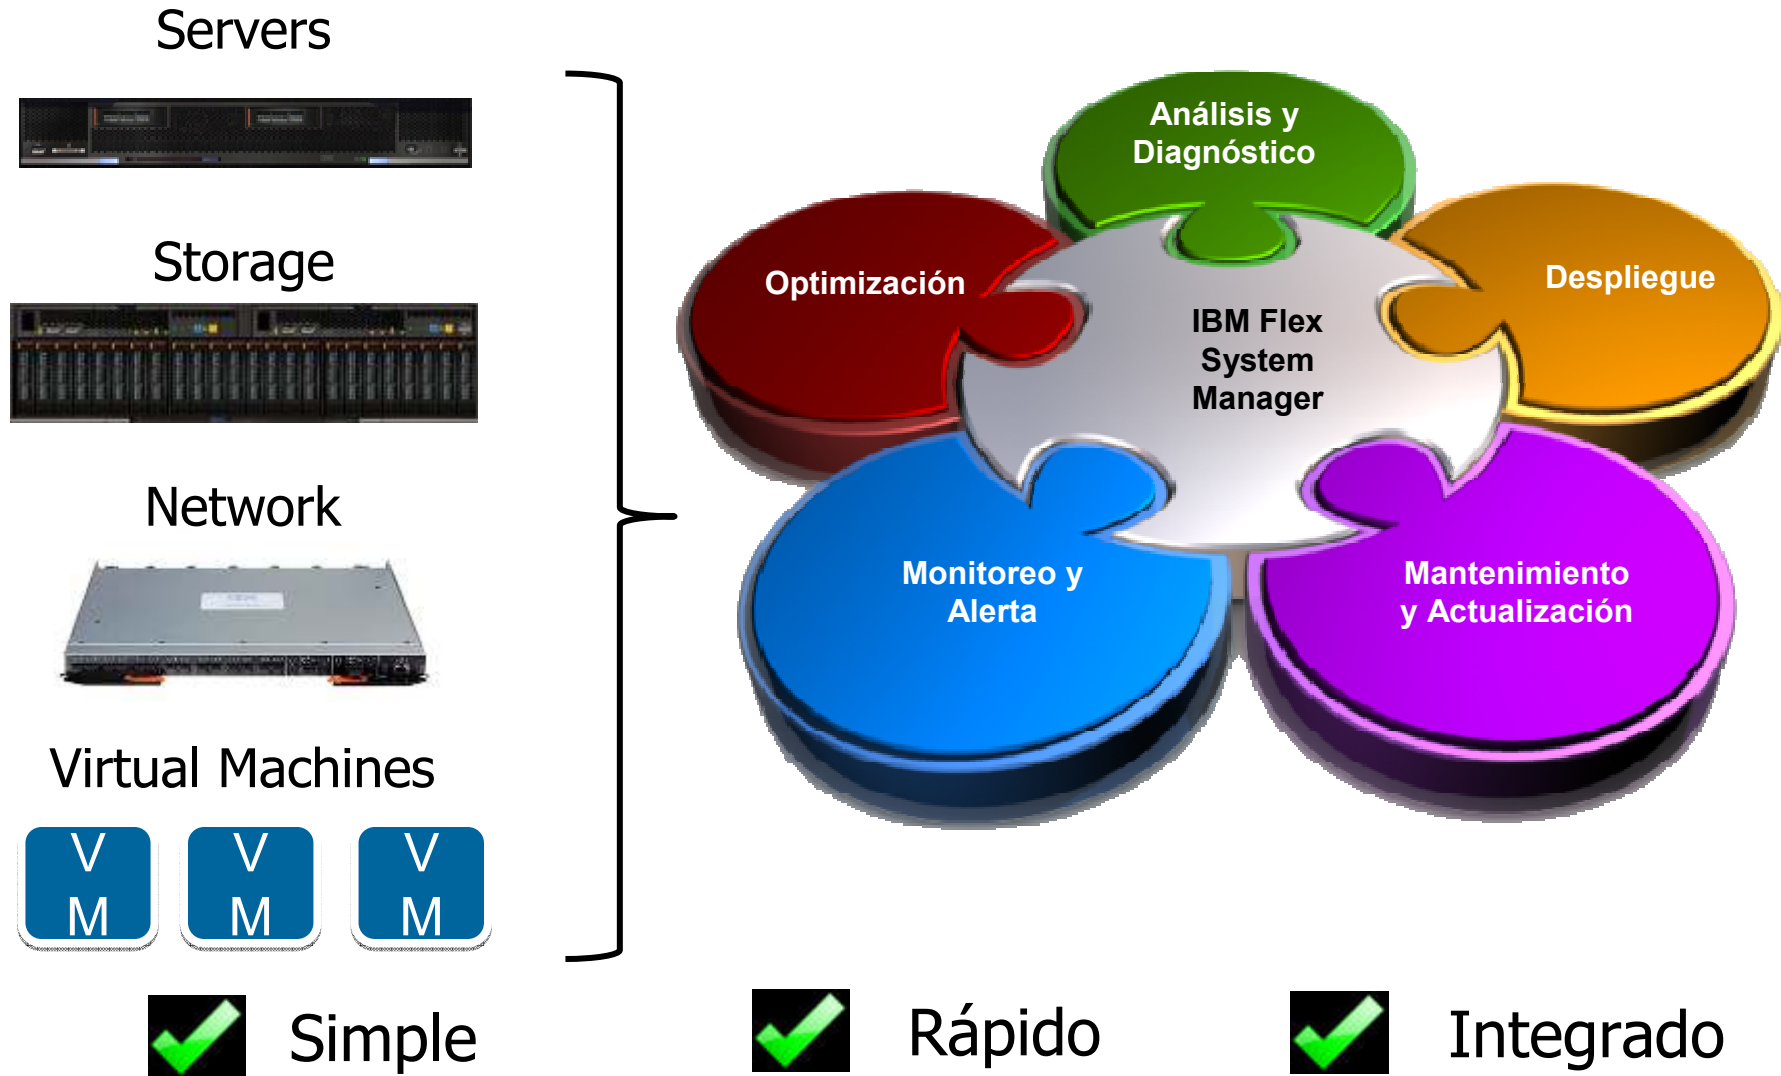 Servers
Storage
Network
Virtual Machines
V
M
V
M
V
M
Análisis y
Diagnóstico
Optimización
Despliegue
IBM Flex
System
Manager
Monitoreo y
Alerta
Mantenimiento
y Actualización
Simple
Rápido
Integrado